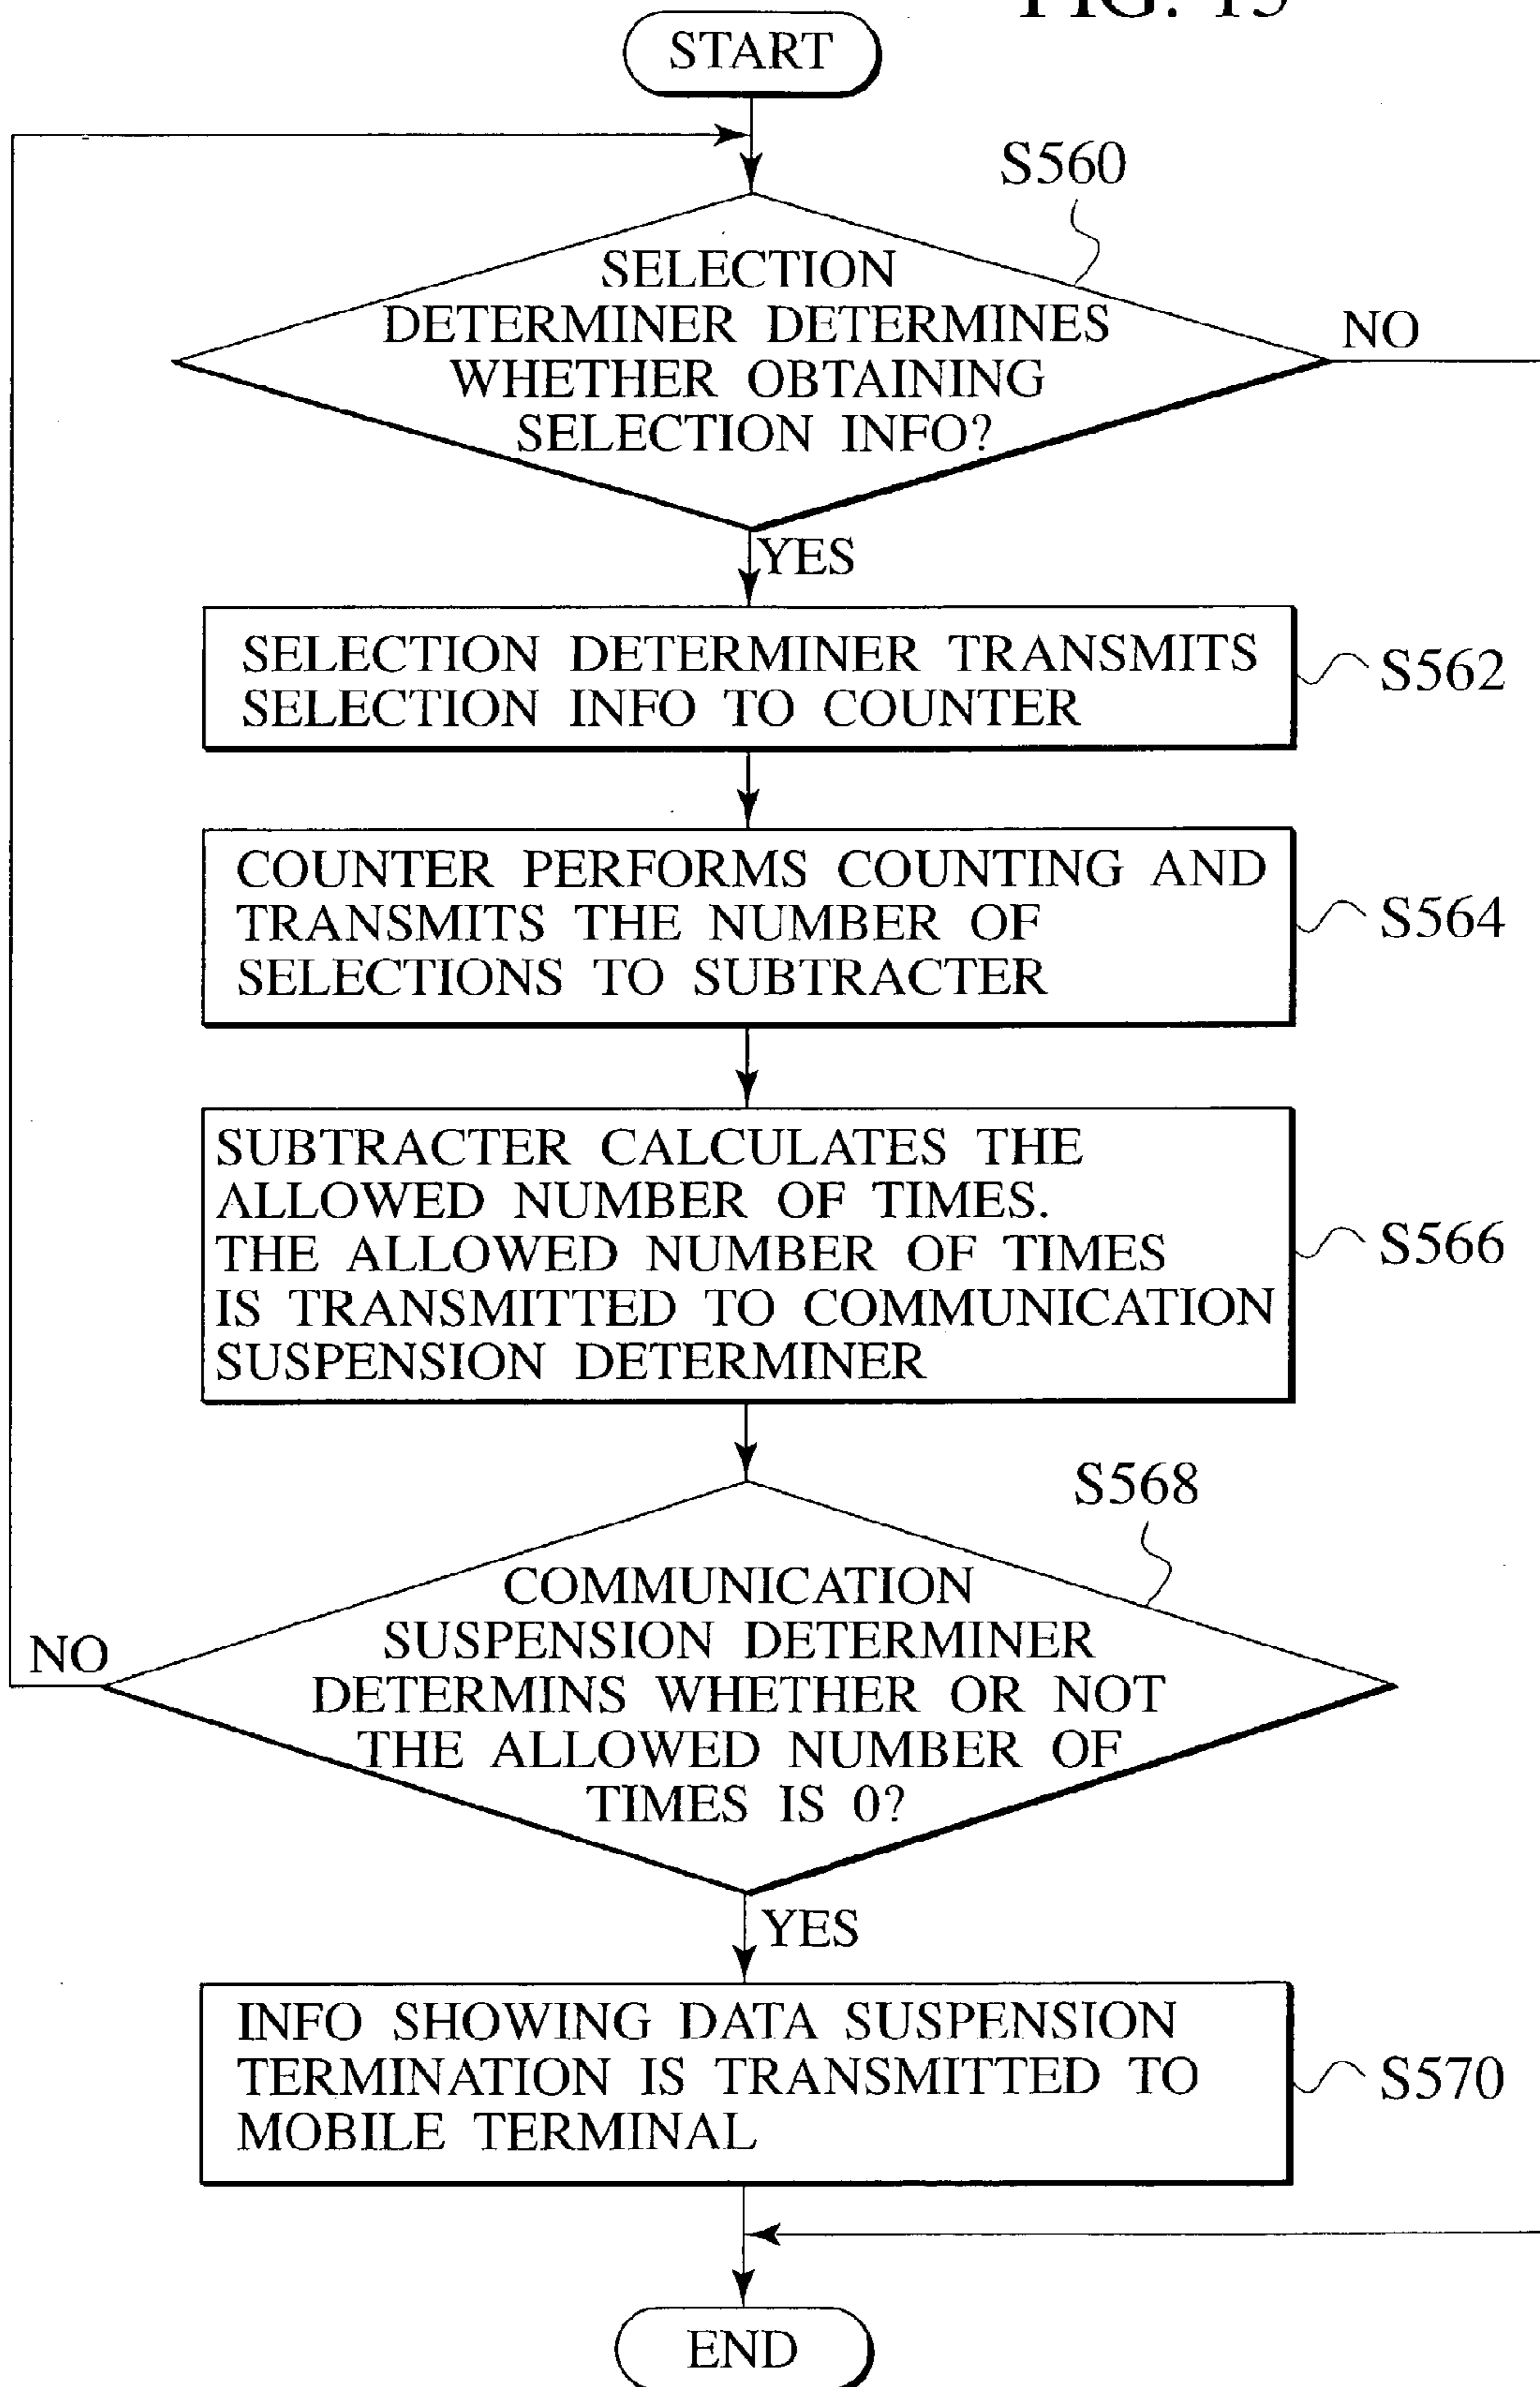 START
S560
SELECTION
DETERMINER DETERMINES
WHETHER OBTAINING
SELECTION INFO?
NO
YES
SELECTION DETERMINER TRANSMITS
SELECTION INFO TO COUNTER
S562
COUNTER PERFORMS COUNTING AND
TRANSMITS THE NUMBER OF
SELECTIONS TO SUBTRACTER
S564
SUBTRACTER CALCULATES THE
ALLOWED NUMBER OF TIMES.
THE ALLOWED NUMBER OF TIMES
IS TRANSMITTED TO COMMUNICATION
SUSPENSION DETERMINER
S566
S568
COMMUNICATION
SUSPENSION DETERMINER
DETERMINS WHETHER OR NOT
THE ALLOWED NUMBER OF
TIMES IS 0?
NO
YES
INFO SHOWING DATA SUSPENSION
TERMINATION IS TRANSMITTED TO
MOBILE TERMINAL
S570
END